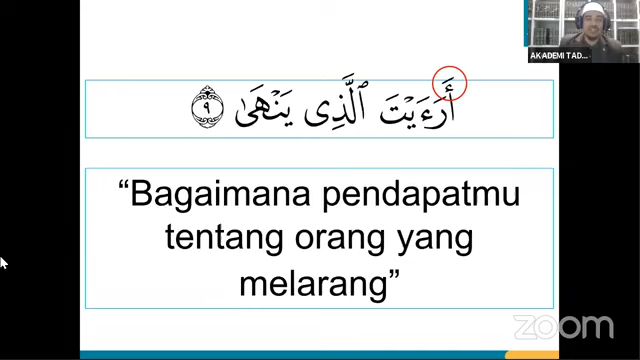 AKADEMI TAD...
أَرَءَيْتَ ٱلَّذِى يَنْهَىٰ ٩
“Bagaimana pendapatmu
tentang orang yang
melarang”
zoom